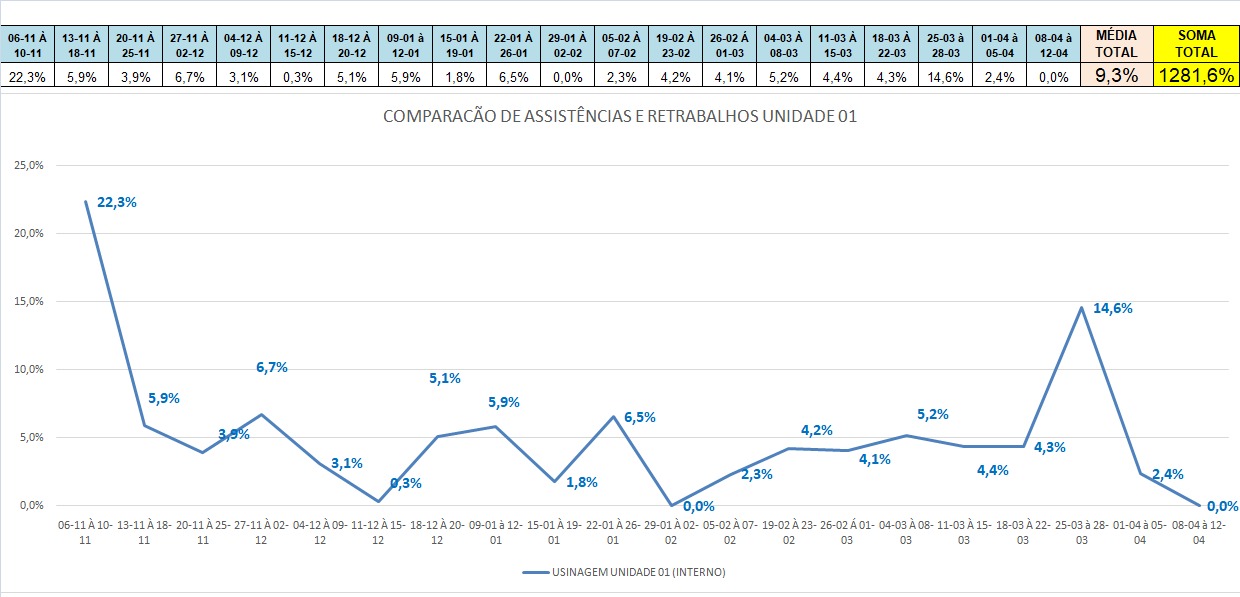 06-11 À 10-11 13-11 À 18-11 20-11 À 25-11 27-11 À 02-12 04-12 À 09-12 11-12 À 15-12 18-12 À 20-12 09-01 à 12-01 15-01 À 19-01 22-01 À 26-01 29-01 À 02-02 05-02 À 07-02 19-02 À 23-02 26-02 Á 01-03 04-03 À 08-03 11-03 À 15-03 18-03 À 22-03 25-03 à 28-03 01-04 à 05-04 08-04 à 12-04 MÉDIA TOTAL SOMA TOTAL
22,3% 5,9% 3,9% 6,7% 3,1% 0,3% 5,1% 5,9% 1,8% 6,5% 0,0% 2,3% 4,2% 4,1% 5,2% 4,4% 4,3% 14,6% 2,4% 0,0% 9,3% 1281,6%
COMPARACÃO DE ASSISTÊNCIAS E RETRABALHOS UNIDADE 01
25,0%
20,0%
15,0%
10,0%
5,0%
0,0%
22,3% 5,9% 3,9% 6,7% 3,1% 0,3% 5,1% 5,9% 1,8% 6,5% 0,0% 2,3% 4,2% 4,1% 5,2% 4,4% 4,3% 14,6% 2,4% 0,0%
06-11 À 10- 13-11 À 18- 20-11 À 25- 27-11 À 02- 04-12 À 09- 11-12 À 15- 18-12 À 20- 09-01 à 12- 15-01 À 19- 22-01 À 26- 29-01 À 02- 05-02 À 07- 19-02 À 23- 26-02 Á 01- 04-03 À 08- 11-03 À 15- 18-03 À 22- 25-03 à 28- 01-04 à 05- 08-04 à 12-
11 11 11 12 12 12 12 01 01 01 02 02 02 03 03 03 03 03 04 04
USINAGEM UNIDADE 01 (INTERNO)